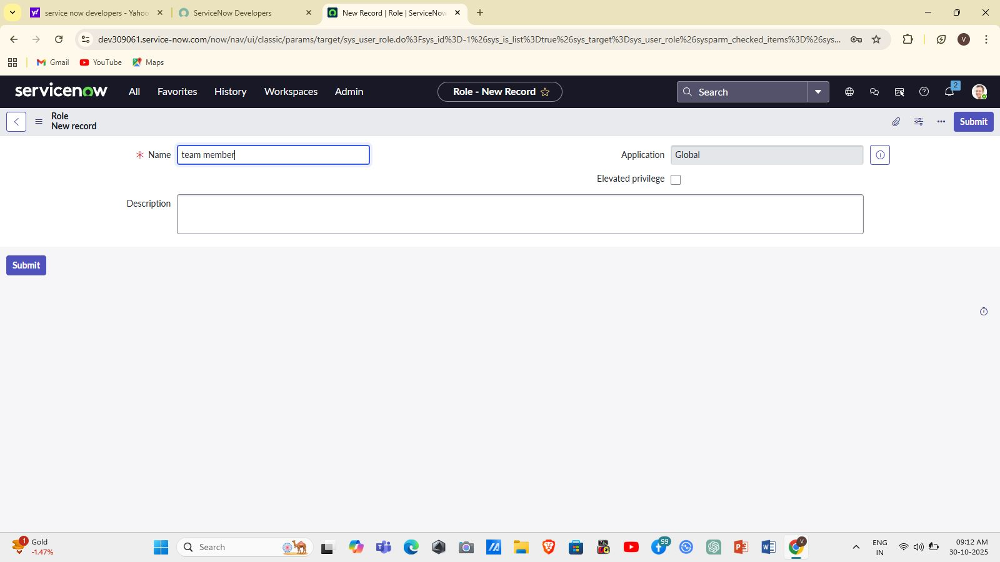 service now developers - Yahoo
ServiceNow Developers
New Record | Role | ServiceNow
dev309061.service-now.com/now/nav/ui/classic/params/target/sys_user_role.do%3Fsys_id%3D-1%26sys_is_list%3Dtrue%26sys_target%3Dsys_user_role%26sysparm_checked_items%3D%26sys...
V
Gmail
YouTube
Maps
servicenow
All
Favorites
History
Workspaces
Admin
Role - New Record
Search
2
Role
New record
Submit
Name
team member
Application
Global
Elevated privilege
Description
Submit
1
Gold
-1.47%
Search
99
V
ENG
IN
09:12 AM
30-10-2025